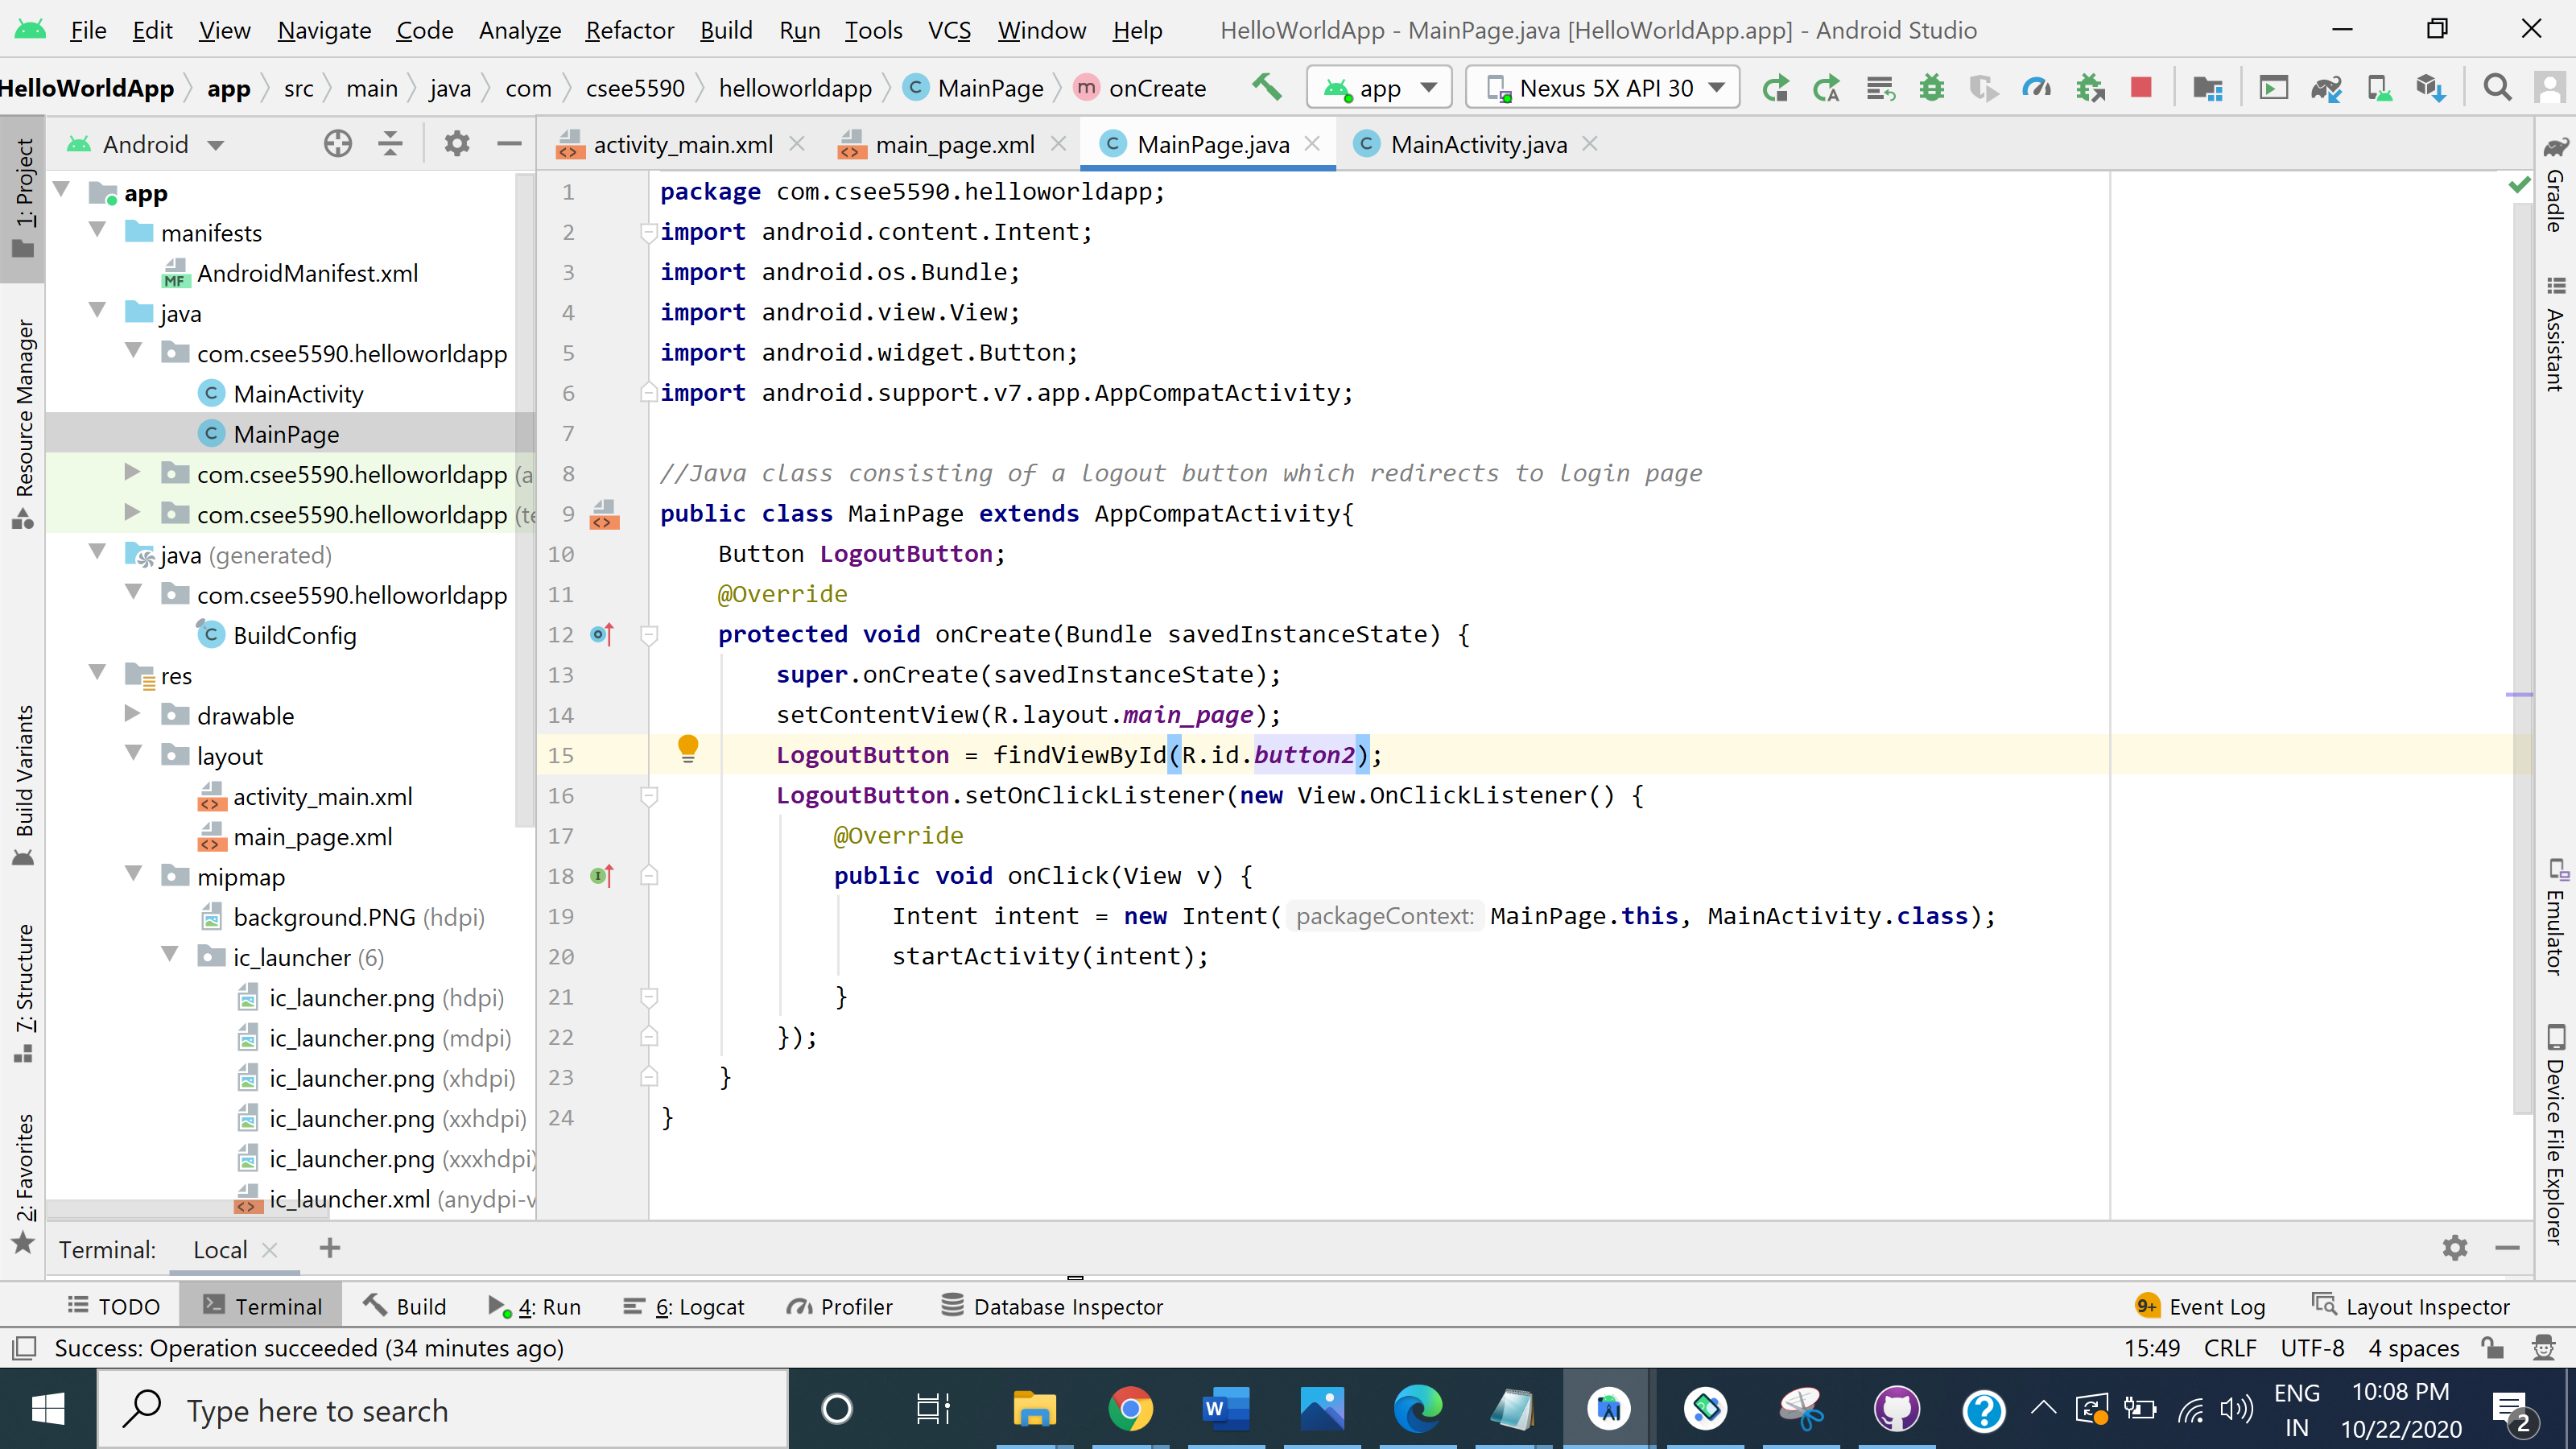 File Edit View Navigate Code Analyze Refactor Build Run Tools VCS Window Help HelloWorldApp - MainPage.java [HelloWorldApp.app] - Android Studio
HelloWorldApp app src main java com csee5590 helloworldapp C MainPage m onCreate app Nexus 5X API 30
Android
activity_main.xml main_page.xml MainPage.java MainActivity.java
1: Project
Resource Manager
Build Variants
7: Structure
2: Favorites
app
manifests
AndroidManifest.xml
java
com.csee5590.helloworldapp
MainActivity
MainPage
com.csee5590.helloworldapp (a
com.csee5590.helloworldapp (te
java (generated)
com.csee5590.helloworldapp
BuildConfig
res
drawable
layout
activity_main.xml
main_page.xml
mipmap
background.PNG (hdpi)
ic_launcher (6)
ic_launcher.png (hdpi)
ic_launcher.png (mdpi)
ic_launcher.png (xhdpi)
ic_launcher.png (xxhdpi)
ic_launcher.png (xxxhdpi)
ic_launcher.xml (anydpi-v
1 package com.csee5590.helloworldapp;
2 import android.content.Intent;
3 import android.os.Bundle;
4 import android.view.View;
5 import android.widget.Button;
6 import android.support.v7.app.AppCompatActivity;
7
8 //Java class consisting of a logout button which redirects to login page
9 public class MainPage extends AppCompatActivity{
10 Button LogoutButton;
11 @Override
12 protected void onCreate(Bundle savedInstanceState) {
13 super.onCreate(savedInstanceState);
14 setContentView(R.layout.main_page);
15 LogoutButton = findViewById(R.id.button2);
16 LogoutButton.setOnClickListener(new View.OnClickListener() {
17 @Override
18 public void onClick(View v) {
19 Intent intent = new Intent( packageContext: MainPage.this, MainActivity.class);
20 startActivity(intent);
21 }
22 });
23 }
24 }
Gradle
Assistant
Emulator
Device File Explorer
Terminal: Local +
TODO Terminal Build 4: Run 6: Logcat Profiler Database Inspector 9+ Event Log Layout Inspector
Success: Operation succeeded (34 minutes ago) 15:49 CRLF UTF-8 4 spaces
Type here to search
ENG
IN
10:08 PM
10/22/2020
2